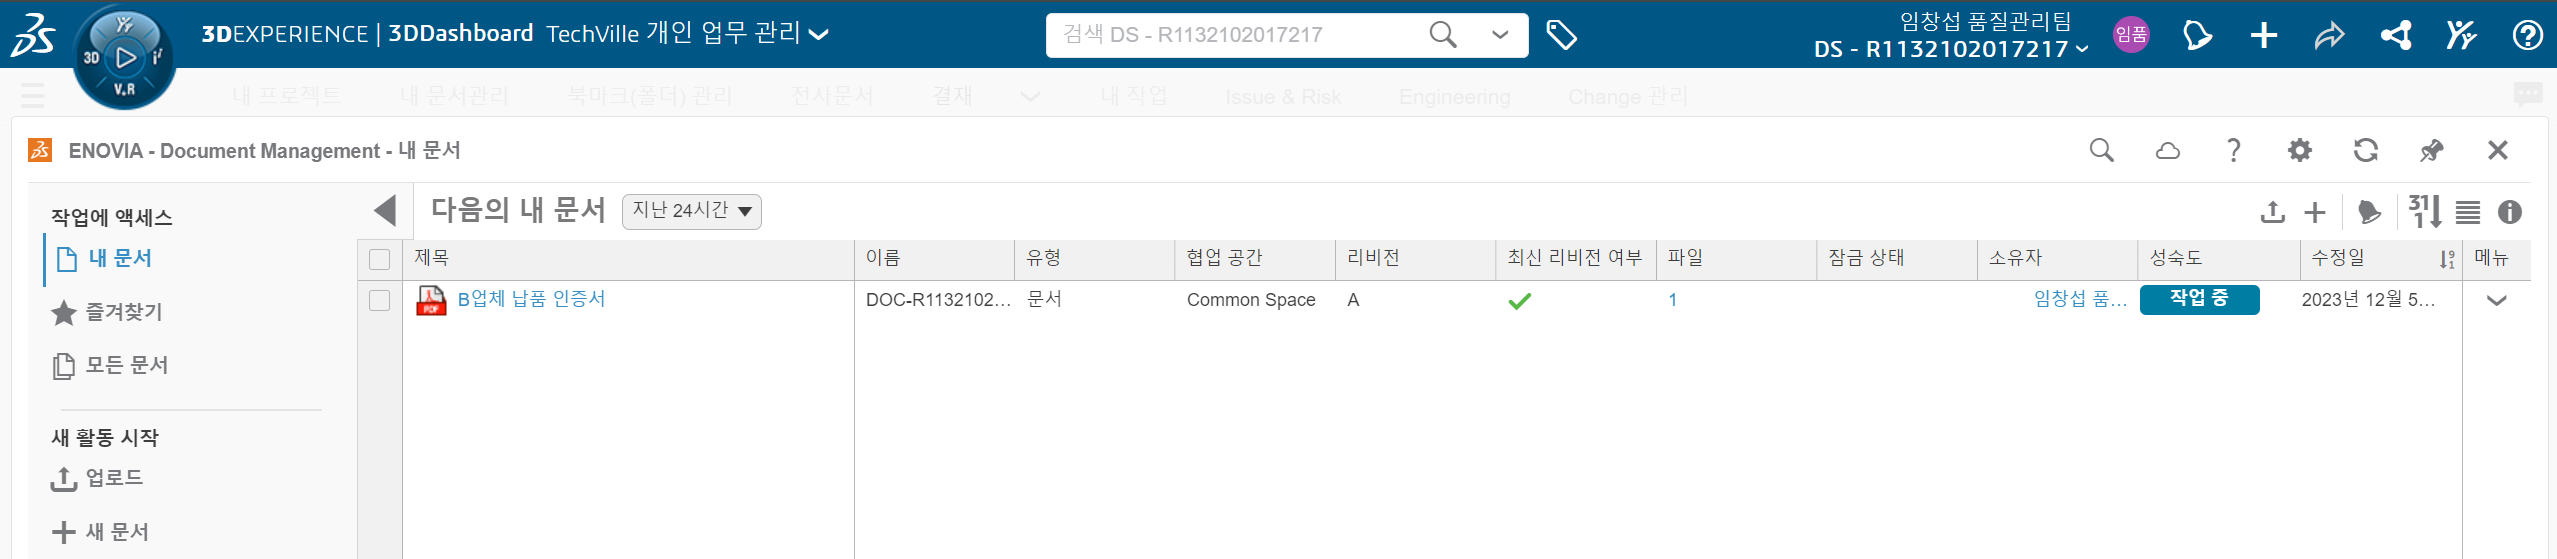 3DEXPERIENCE | 3DDashboard TechVille 개인 업무 관리
검색 DS - R1132102017217
임창섭 품질관리팀
DS - R1132102017217
임품
3D
V.R
내 프로젝트 내 문서관리 북마크(폴더) 관리 전사문서 결재 내 작업 Issue & Risk Engineering Change 관리
ENOVIA - Document Management - 내 문서
작업에 액세스
내 문서
즐겨찾기
모든 문서
새 활동 시작
업로드
새 문서
다음의 내 문서 지난 24시간
제목 이름 유형 협업 공간 리비전 최신 리비전 여부 파일 잠금 상태 소유자 성숙도 수정일 메뉴
B업체 납품 인증서 DOC-R1132102... 문서 Common Space A 1 임창섭 품... 작업 중 2023년 12월 5...